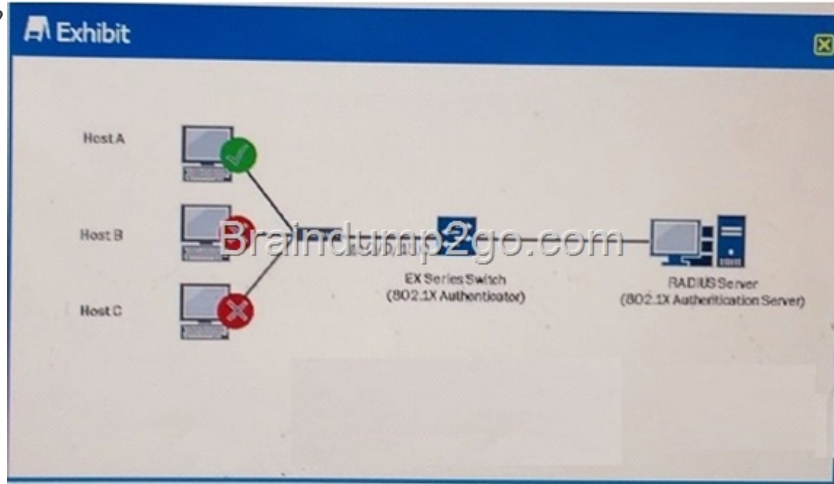 Exhibit
Host A
Host B
Host C
Braindump2go.com
EX Series Switch
(802.1X Authenticator)
RADIUS Server
(802.1X Authentication Server)